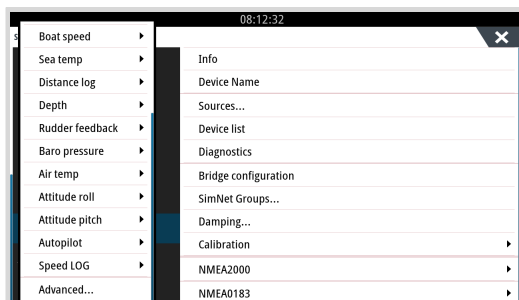 08:12:32
Boat speed
Sea temp
Distance log
Depth
Rudder feedback
Baro pressure
Air temp
Attitude roll
Attitude pitch
Autopilot
Speed LOG
Advanced...
Info
Device Name
Sources...
Device list
Diagnostics
Bridge configuration
SimNet Groups...
Damping...
Calibration
NMEA2000
NMEA0183